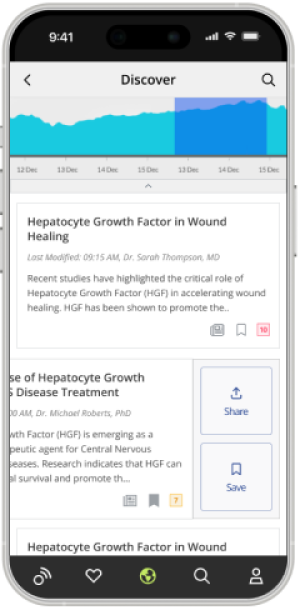 9:41
Discover
12 Dec 13 Dec 14 Dec 15 Dec 13 Dec 14 Dec 15 Dec
Hepatocyte Growth Factor in Wound
Healing
Last Modified: 09:15 AM, Dr. Sarah Thompson, MD
Recent studies have highlighted the critical role of
Hepatocyte Growth Factor (HGF) in accelerating wound
healing. HGF has been shown to promote the..
10
se of Hepatocyte Growth
Disease Treatment
00 AM, Dr. Michael Roberts, PhD
wth Factor (HGF) is emerging as a
peutic agent for Central Nervous
seases. Research indicates that HGF can
al survival and promote th...
7
Share
Save
Hepatocyte Growth Factor in Wound